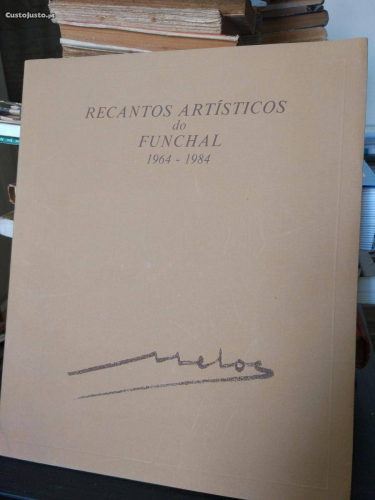 CustoJusto.pt
RECANTOS ARTÍSTICOS
do
FUNCHAL
1964 - 1984
Melos